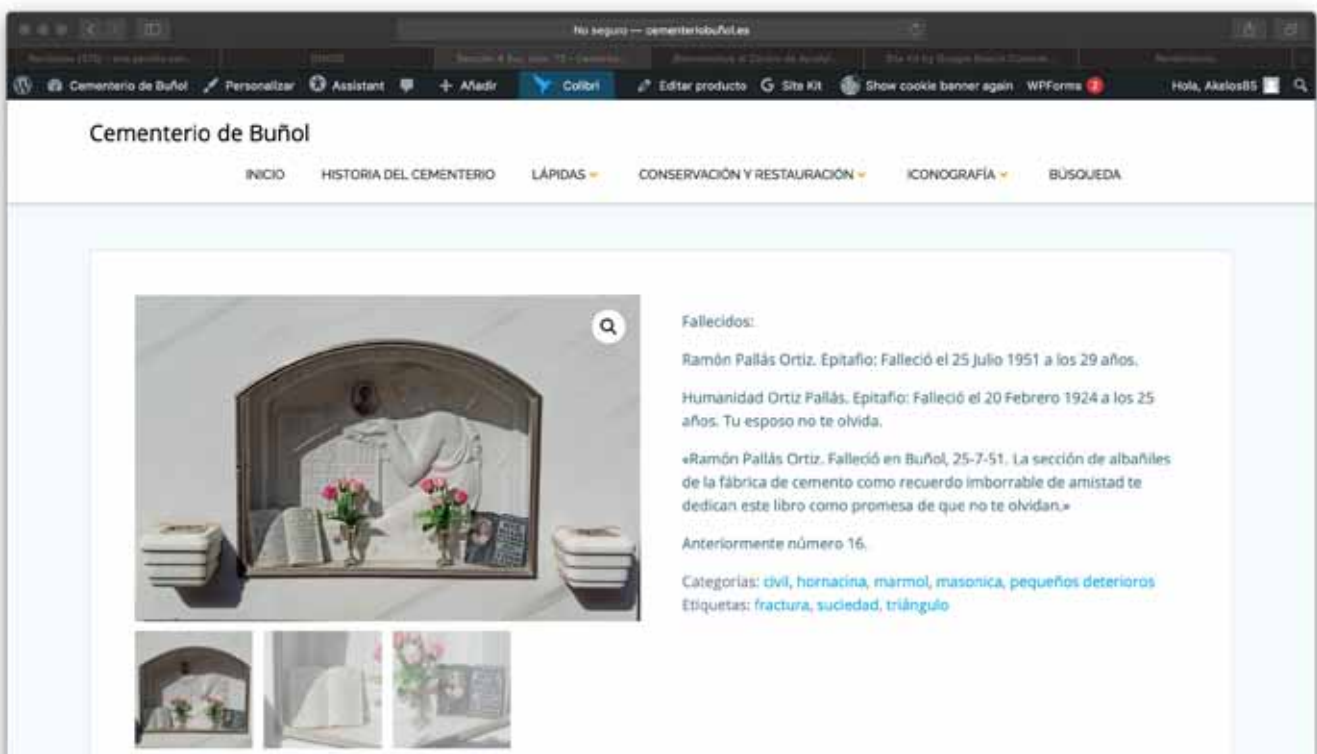 No seguro — cementeriobuñol.es
Cementerio de Buñol Personalizar Assistant + Añadir Colibri Editar producto G Site Kit Show cookie banner again WPForms 2 Hola, Akelos85
Cementerio de Buñol
INICIO HISTORIA DEL CEMENTERIO LÁPIDAS CONSERVACIÓN Y RESTAURACIÓN ICONOGRAFÍA BÚSQUEDA
Fallecidos:
Ramón Pallás Ortiz. Epitafio: Falleció el 25 Julio 1951 a los 29 años.
Humanidad Ortiz Pallás. Epitafio: Falleció el 20 Febrero 1924 a los 25
años. Tu esposo no te olvida.
«Ramón Pallás Ortiz. Falleció en Buñol, 25-7-51. La sección de albañiles
de la fábrica de cemento como recuerdo imborrable de amistad te
dedican este libro como promesa de que no te olvidan.»
Anteriormente número 16.
Categorías: civil, hornacina, marmol, masonica, pequeños deterioros
Etiquetas: fractura, suciedad, triángulo